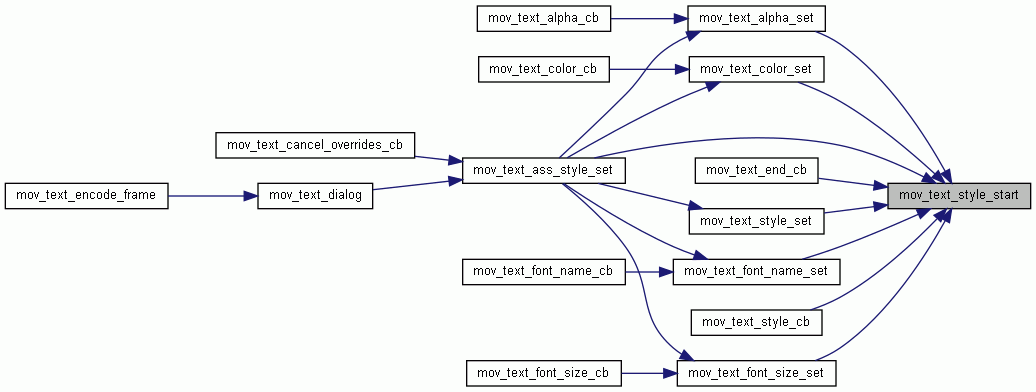 mov_text_alpha_cb
mov_text_alpha_set
mov_text_color_cb
mov_text_color_set
mov_text_cancel_overrides_cb
mov_text_ass_style_set
mov_text_end_cb
mov_text_encode_frame
mov_text_dialog
mov_text_style_start
mov_text_style_set
mov_text_font_name_cb
mov_text_font_name_set
mov_text_style_cb
mov_text_font_size_cb
mov_text_font_size_set